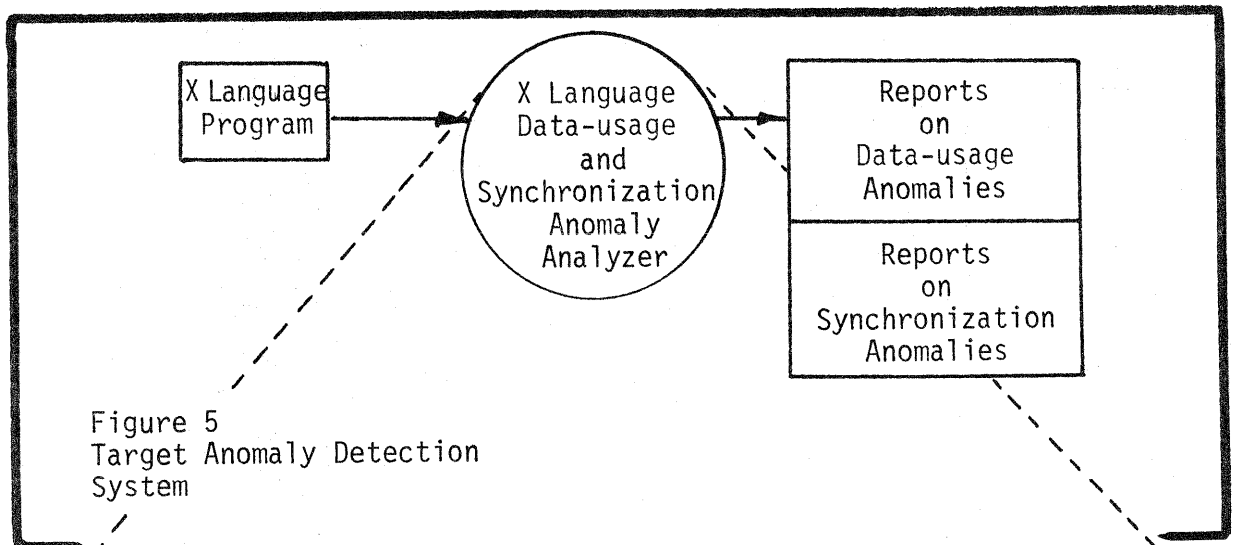 X Language
Program
X Language
Data-usage
and
Synchronization
Anomaly
Analyzer
Reports
on
Data-usage
Anomalies
Reports
on
Synchronization
Anomalies
Figure 5
Target Anomaly Detection
System